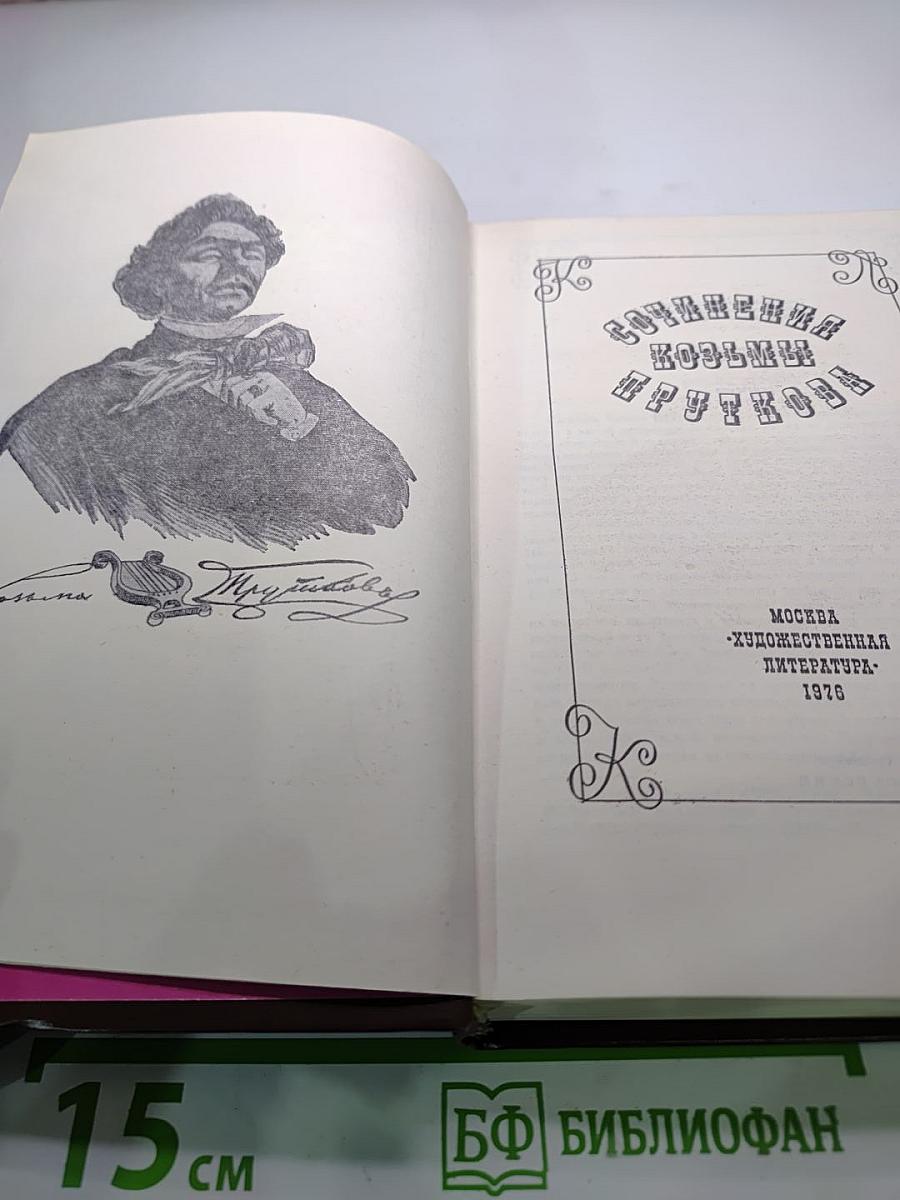 Козьма Прутковъ
К П
СОЧИНЕНИЯ
КОЗЬМЫ
ПРУТКОВА
МОСКВА
«ХУДОЖЕСТВЕННАЯ
ЛИТЕРАТУРА»
1976
К
15 СМ
БФ БИБЛИОФАН